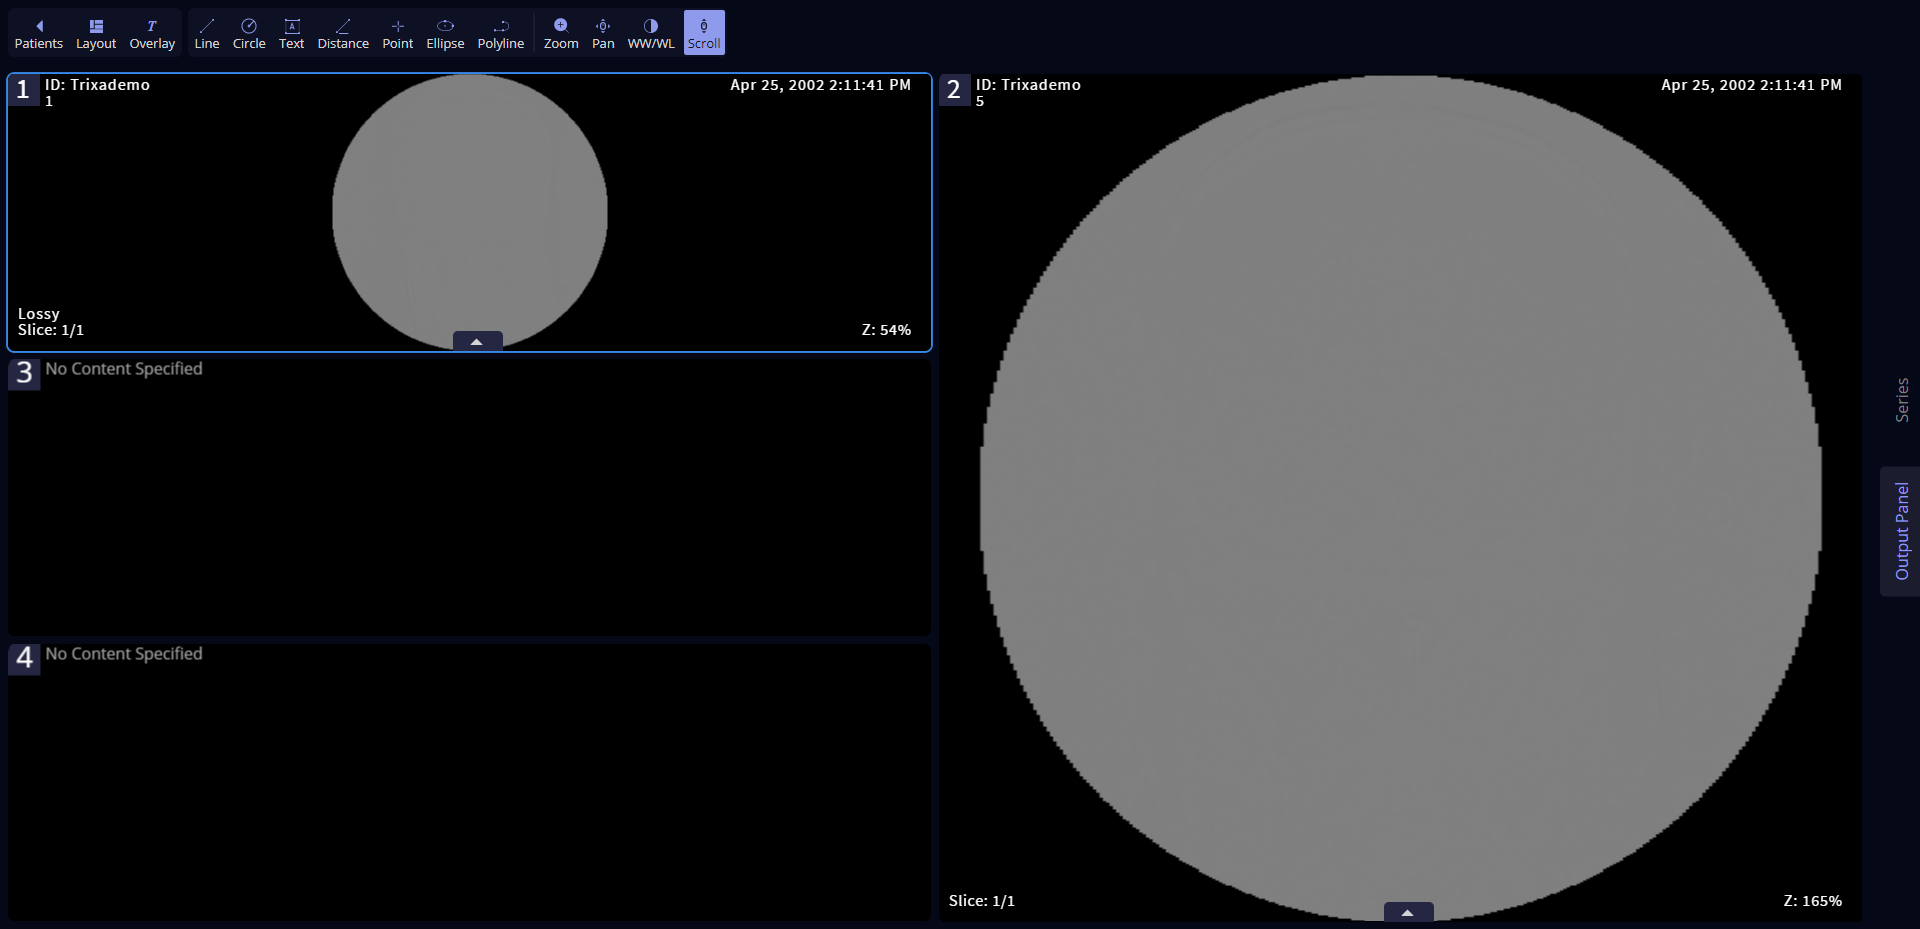 Patients Layout Overlay Line Circle Text Distance Point Ellipse Polyline Zoom Pan WW/WL Scroll
1 ID: Trixademo Apr 25, 2002 2:11:41 PM
1
Lossy
Slice: 1/1 Z: 54%
2 ID: Trixademo Apr 25, 2002 2:11:41 PM
5
Slice: 1/1 Z: 165%
3 No Content Specified
4 No Content Specified
Series
Output Panel